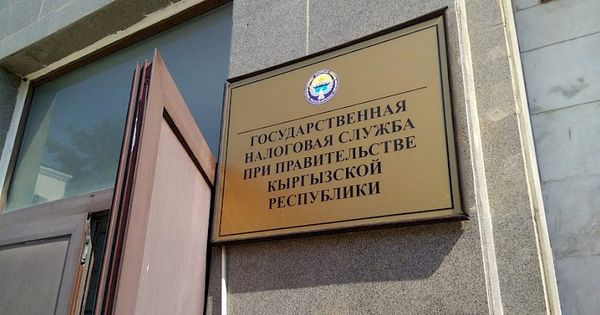 ГОСУДАРСТВЕННАЯ
НАЛОГОВАЯ СЛУЖБА
ПРИ ПРАВИТЕЛЬСТВЕ
КЫРГЫЗСКОЙ
РЕСПУБЛИКИ